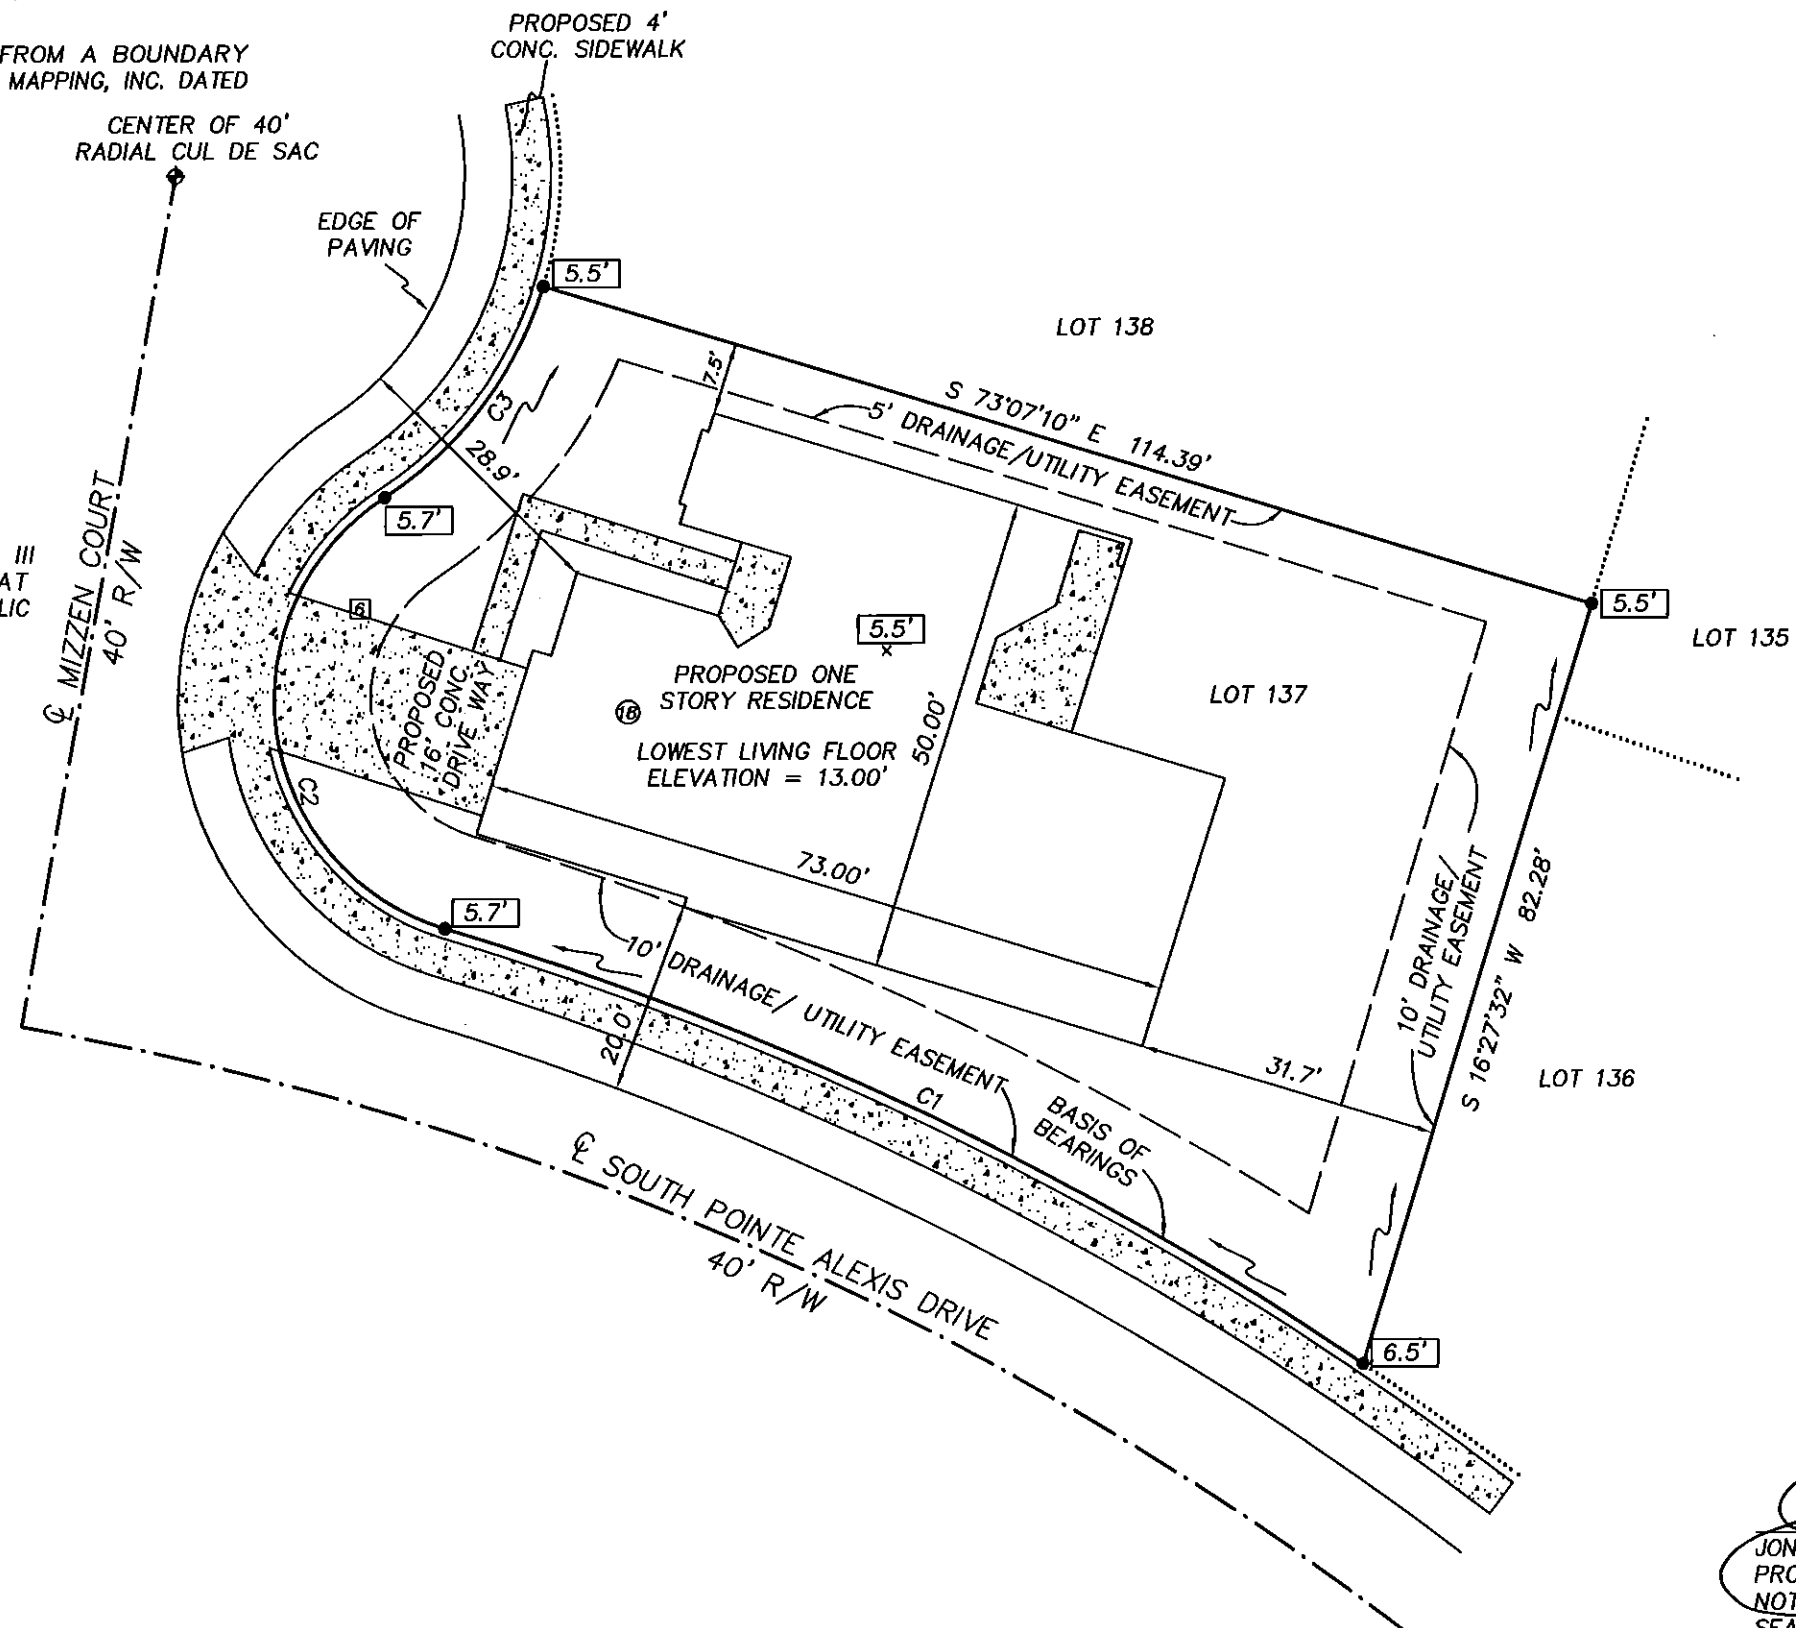 PROPOSED 4'
CONC. SIDEWALK
FROM A BOUNDARY
MAPPING, INC. DATED
CENTER OF 40'
RADIAL CUL DE SAC
EDGE OF
PAVING
5.5'
LOT 138
7.5'
S 73°07'10" E 114.39'
5' DRAINAGE/UTILITY EASEMENT
C3
28.9'
5.7'
III
AT
LIC
℄ MIZZEN COURT
40' R/W
6
5.5'
x
5.5'
LOT 135
PROPOSED
16' CONC.
DRIVE WAY
PROPOSED ONE
STORY RESIDENCE
18
LOWEST LIVING FLOOR
ELEVATION = 13.00'
50.00'
LOT 137
C2
73.00'
5.7'
10' DRAINAGE/ UTILITY EASEMENT
20.0'
C1
10' DRAINAGE/
UTILITY EASEMENT
S 16°27'32" W 82.28'
31.7'
LOT 136
BASIS OF
BEARINGS
℄ SOUTH POINTE ALEXIS DRIVE
40' R/W
6.5'
JON
PRO
NOT
SEA